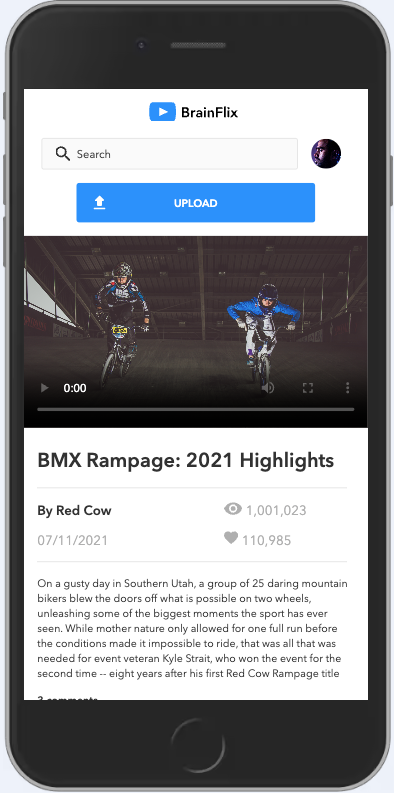 BrainFlix
Search
UPLOAD
0:00
BMX Rampage: 2021 Highlights
By Red Cow
1,001,023
07/11/2021
110,985
On a gusty day in Southern Utah, a group of 25 daring mountain
bikers blew the doors off what is possible on two wheels,
unleashing some of the biggest moments the sport has ever
seen. While mother nature only allowed for one full run before
the conditions made it impossible to ride, that was all that was
needed for event veteran Kyle Strait, who won the event for the
second time -- eight years after his first Red Cow Rampage title
3 comments